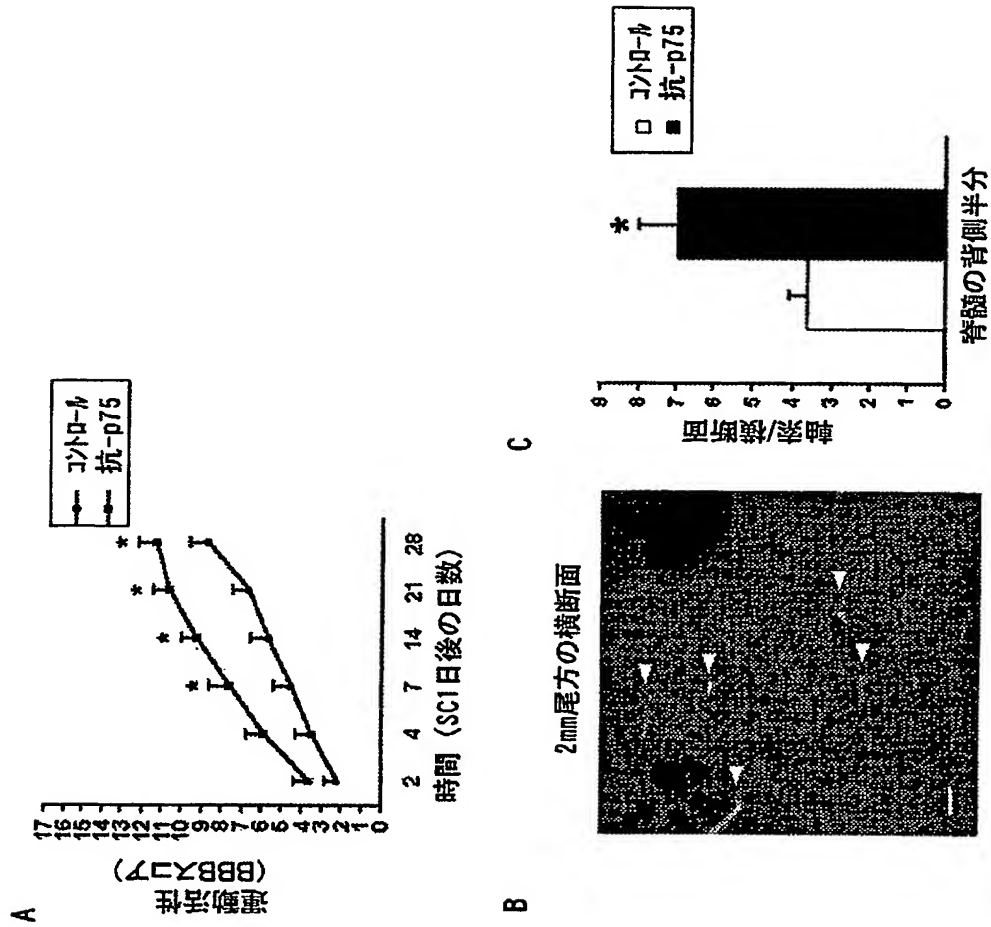 A
コントロール
抗-p75
運動活性
(BBBスコア)
17
16
15
14
13
12
11
10
9
8
7
6
5
4
3
2
1
0
* * * *
2 4 7 14 21 28
時間 (SC1日後の日数)
B
2mm尾方の横断面
C
コントロール
抗-p75
軸索/横断面
9
8
7
6
5
4
3
2
1
0
*
脊髄の背側半分